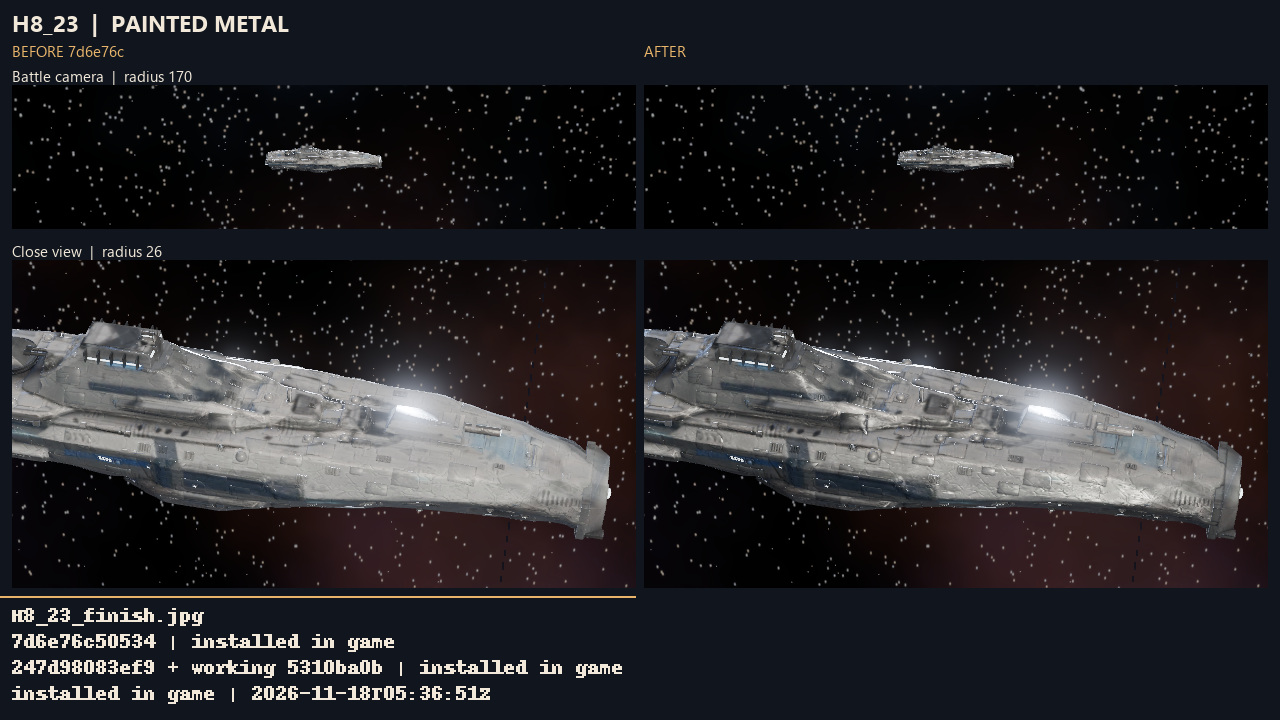 H8_23 | PAINTED METAL
BEFORE 7d6e76c
AFTER
Battle camera | radius 170
Close view | radius 26
H8_23_finish.jpg
7d6e76c50534 | installed in game
247d98083ef9 + working 5310ba0b | installed in game
installed in game | 2026-11-18T05:36:51Z